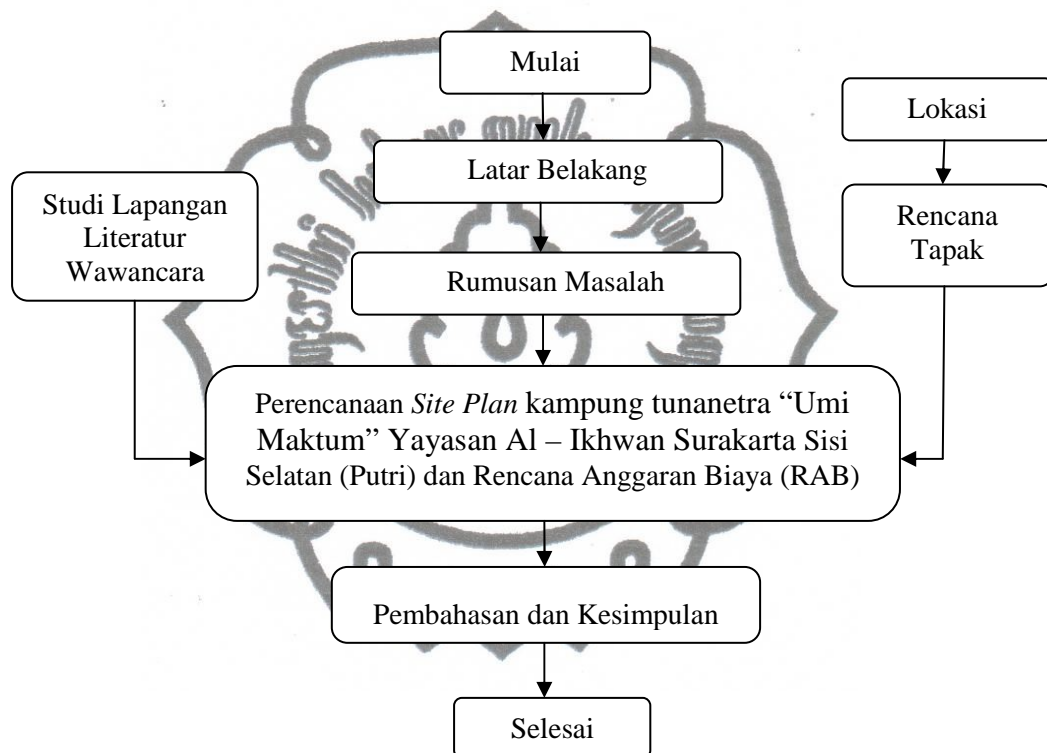 Mulai
Lokasi
Latar Belakang
Studi Lapangan
Literatur
Wawancara
Rencana
Tapak
Rumusan Masalah
Perencanaan Site Plan kampung tunanetra “Umi
Maktum” Yayasan Al – Ikhwan Surakarta Sisi
Selatan (Putri) dan Rencana Anggaran Biaya (RAB)
Pembahasan dan Kesimpulan
Selesai